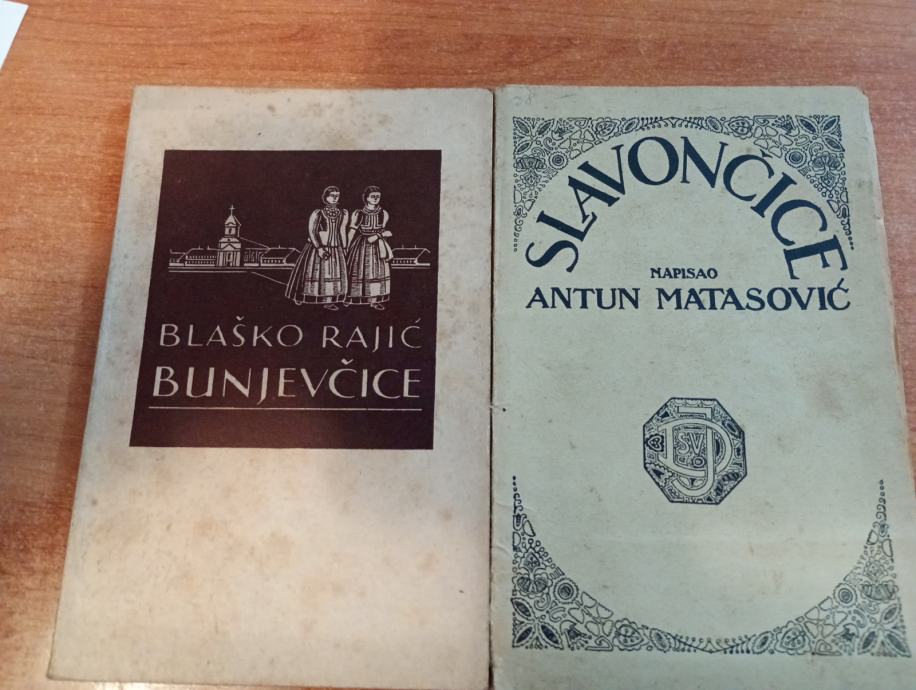 BLAŠKO RAJIĆ
BUNJEVČICE
SLAVONČICE
NAPISAO
ANTUN MATASOVIĆ